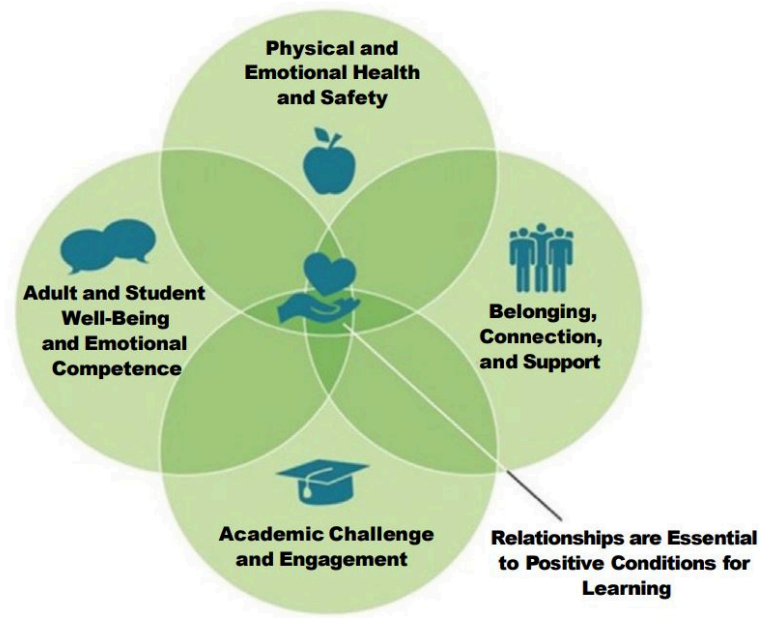 Physical and
Emotional Health
and Safety
Adult and Student
Well-Being
and Emotional
Competence
Belonging,
Connection,
and Support
Academic Challenge
and Engagement
Relationships are Essential
to Positive Conditions for
Learning